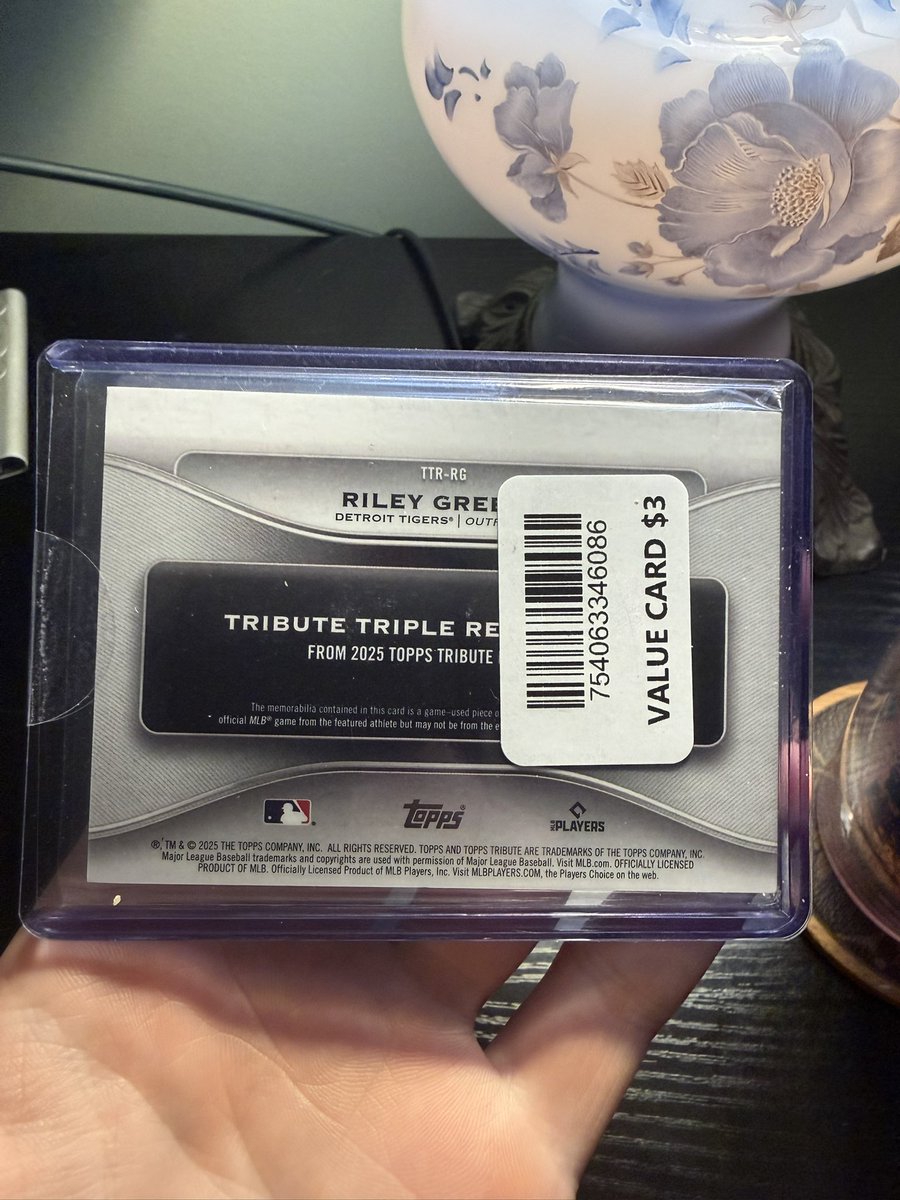 TTR-RG
RILEY GREE
DETROIT TIGERS® | OUTF
TRIBUTE TRIPLE RE
FROM 2025 TOPPS TRIBUTE
The memorabilia contained in this card is a game-used piece
official MLB® game from the featured athlete but may not be from the e
754063346086
VALUE CARD $3
topps®
MLB PLAYERS
®, TM & © 2025 THE TOPPS COMPANY, INC. ALL RIGHTS RESERVED. TOPPS AND TOPPS TRIBUTE ARE TRADEMARKS OF THE TOPPS COMPANY, INC.
Major League Baseball trademarks and copyrights are used with permission of Major League Baseball. Visit MLB.com. OFFICIALLY LICENSED
PRODUCT OF MLB. Officially Licensed Product of MLB Players, Inc. Visit MLBPLAYERS.COM, the Players Choice on the web.